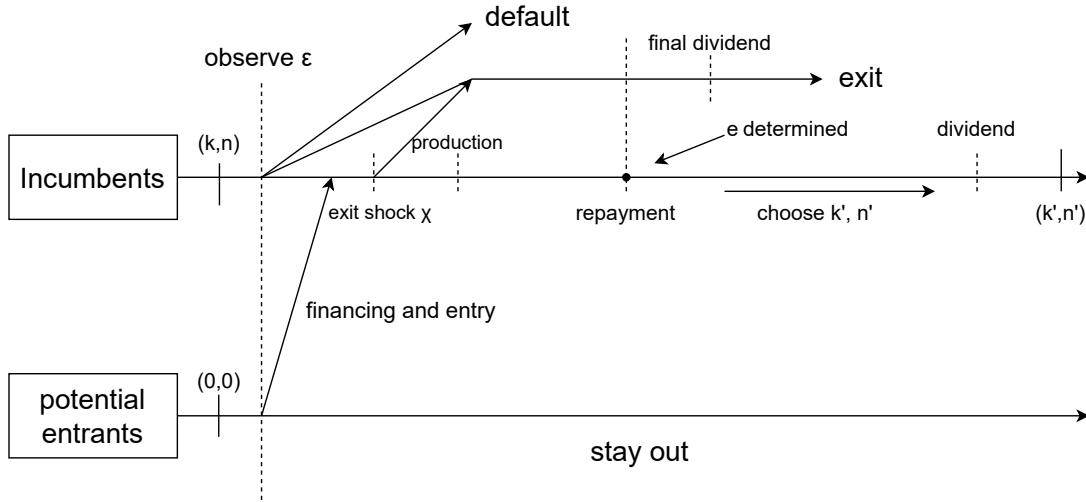 default
observe ε
final dividend
exit
(k,n)
e determined
dividend
production
Incumbents
exit shock χ
repayment
choose k', n'
(k',n')
financing and entry
(0,0)
potential
entrants
stay out